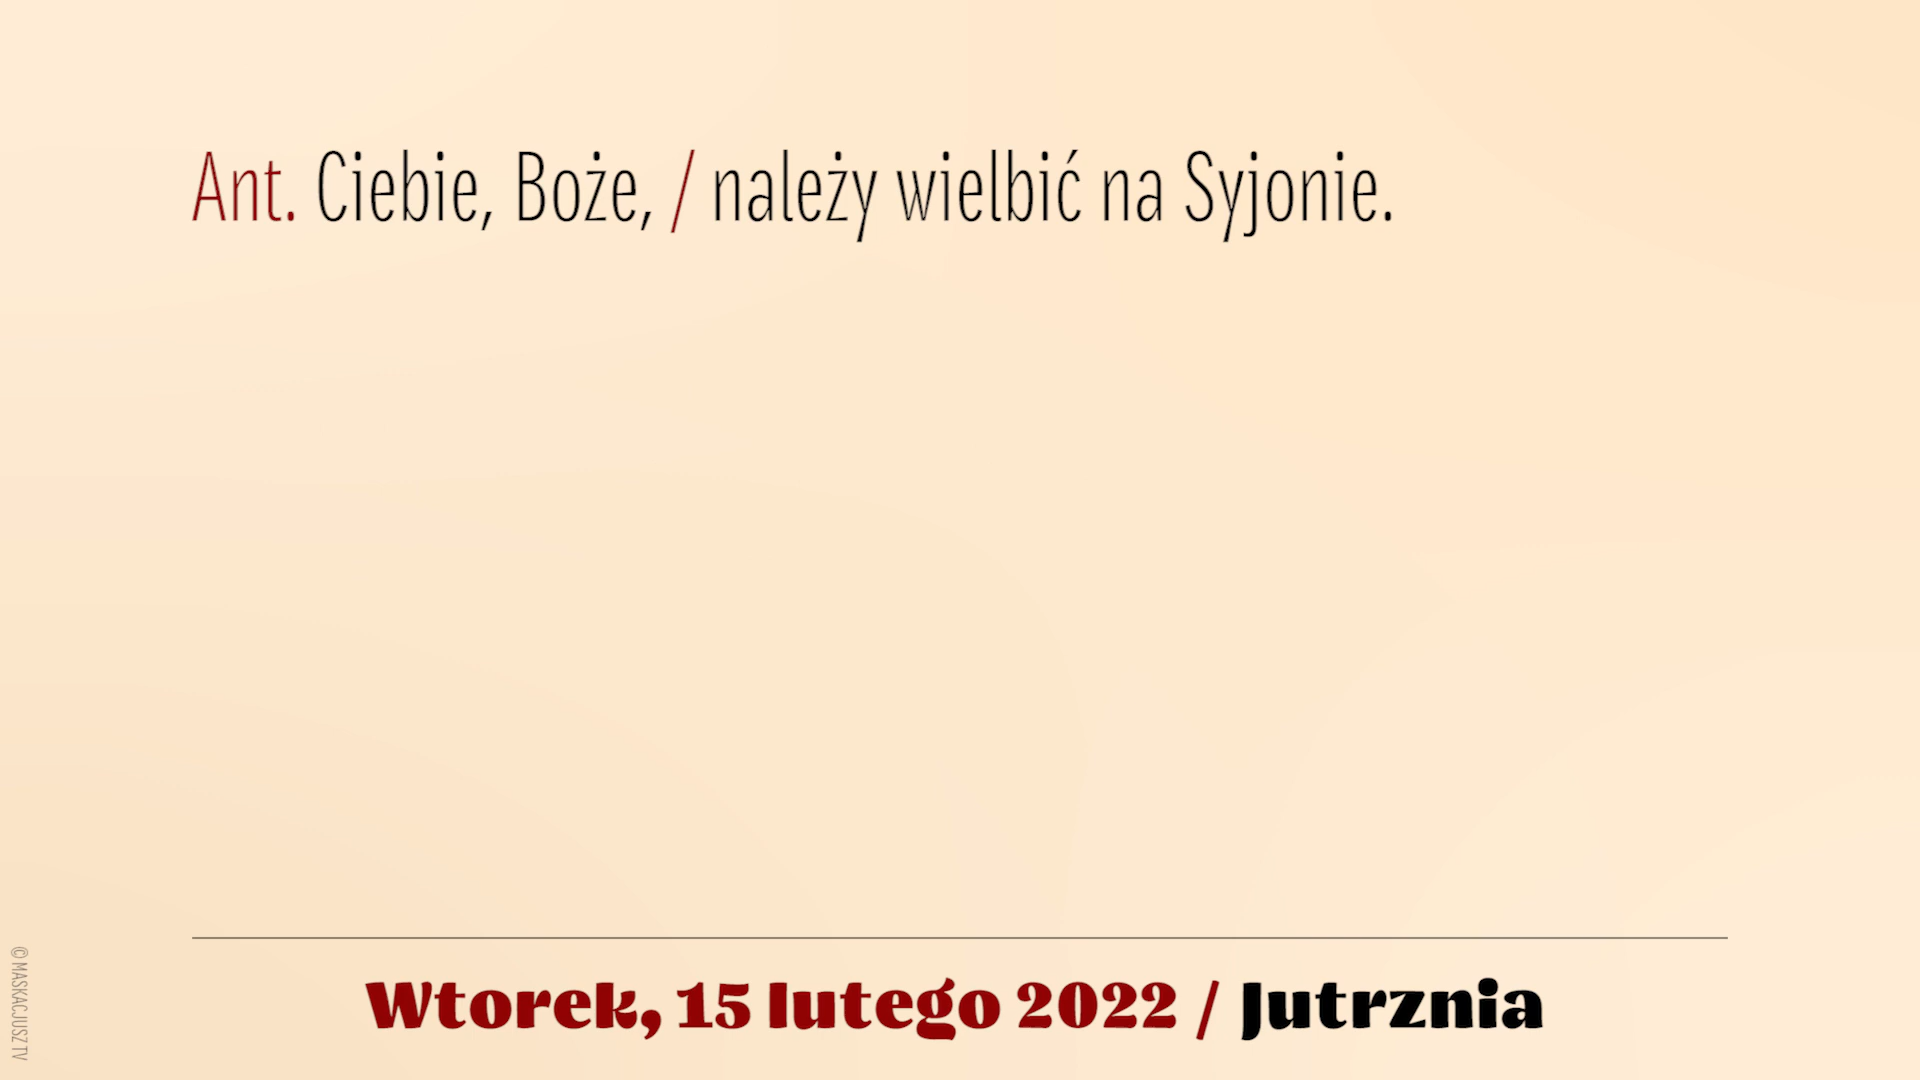 Ant. Ciebie, Boże, / należy wielbić na Syjonie.
Wtorek, 15 lutego 2022 / Jutrznia
© MASKACJUSZ TV